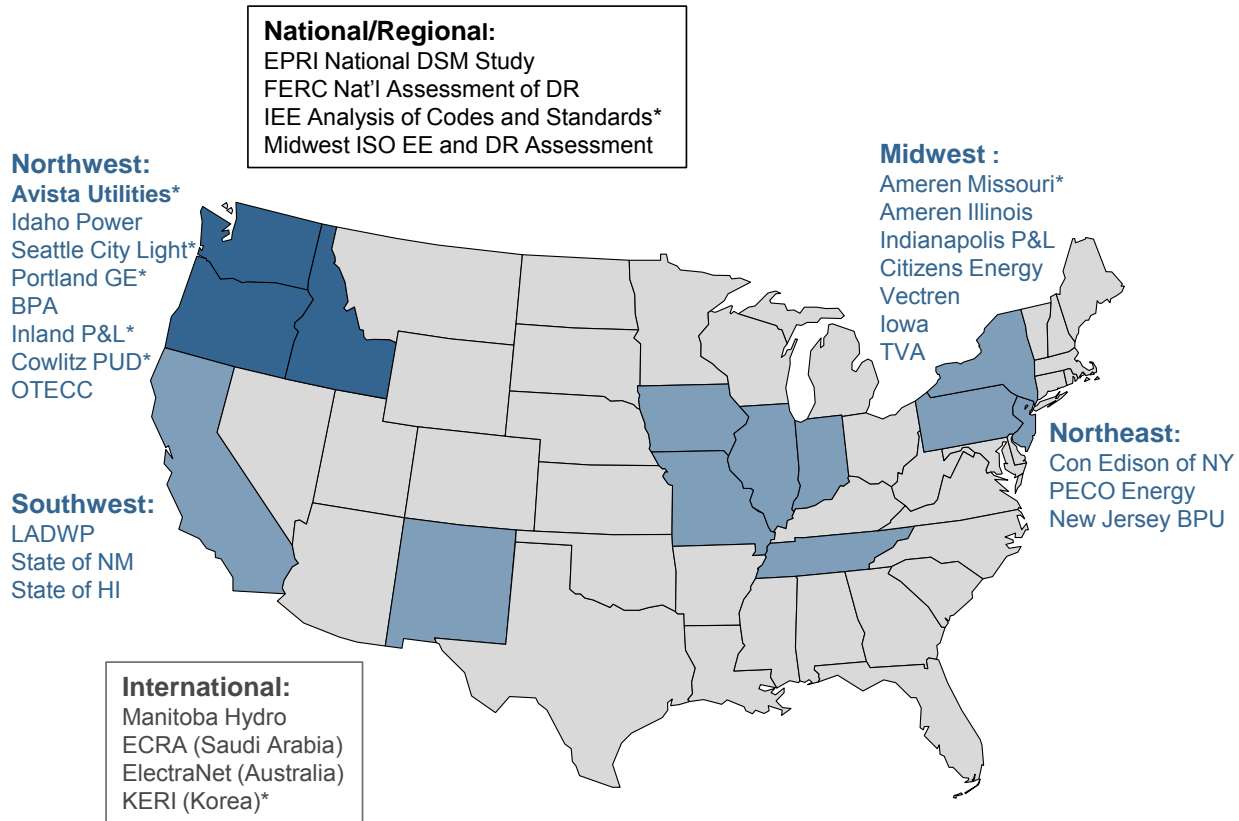 National/Regional:
EPRI National DSM Study
FERC Nat’l Assessment of DR
IEE Analysis of Codes and Standards*
Midwest ISO EE and DR Assessment
Northwest:
Avista Utilities*
Idaho Power
Seattle City Light*
Portland GE*
BPA
Inland P&L*
Cowlitz PUD*
OTECC
Midwest :
Ameren Missouri*
Ameren Illinois
Indianapolis P&L
Citizens Energy
Vectren
Iowa
TVA
Northeast:
Con Edison of NY
PECO Energy
New Jersey BPU
Southwest:
LADWP
State of NM
State of HI
International:
Manitoba Hydro
ECRA (Saudi Arabia)
ElectraNet (Australia)
KERI (Korea)*